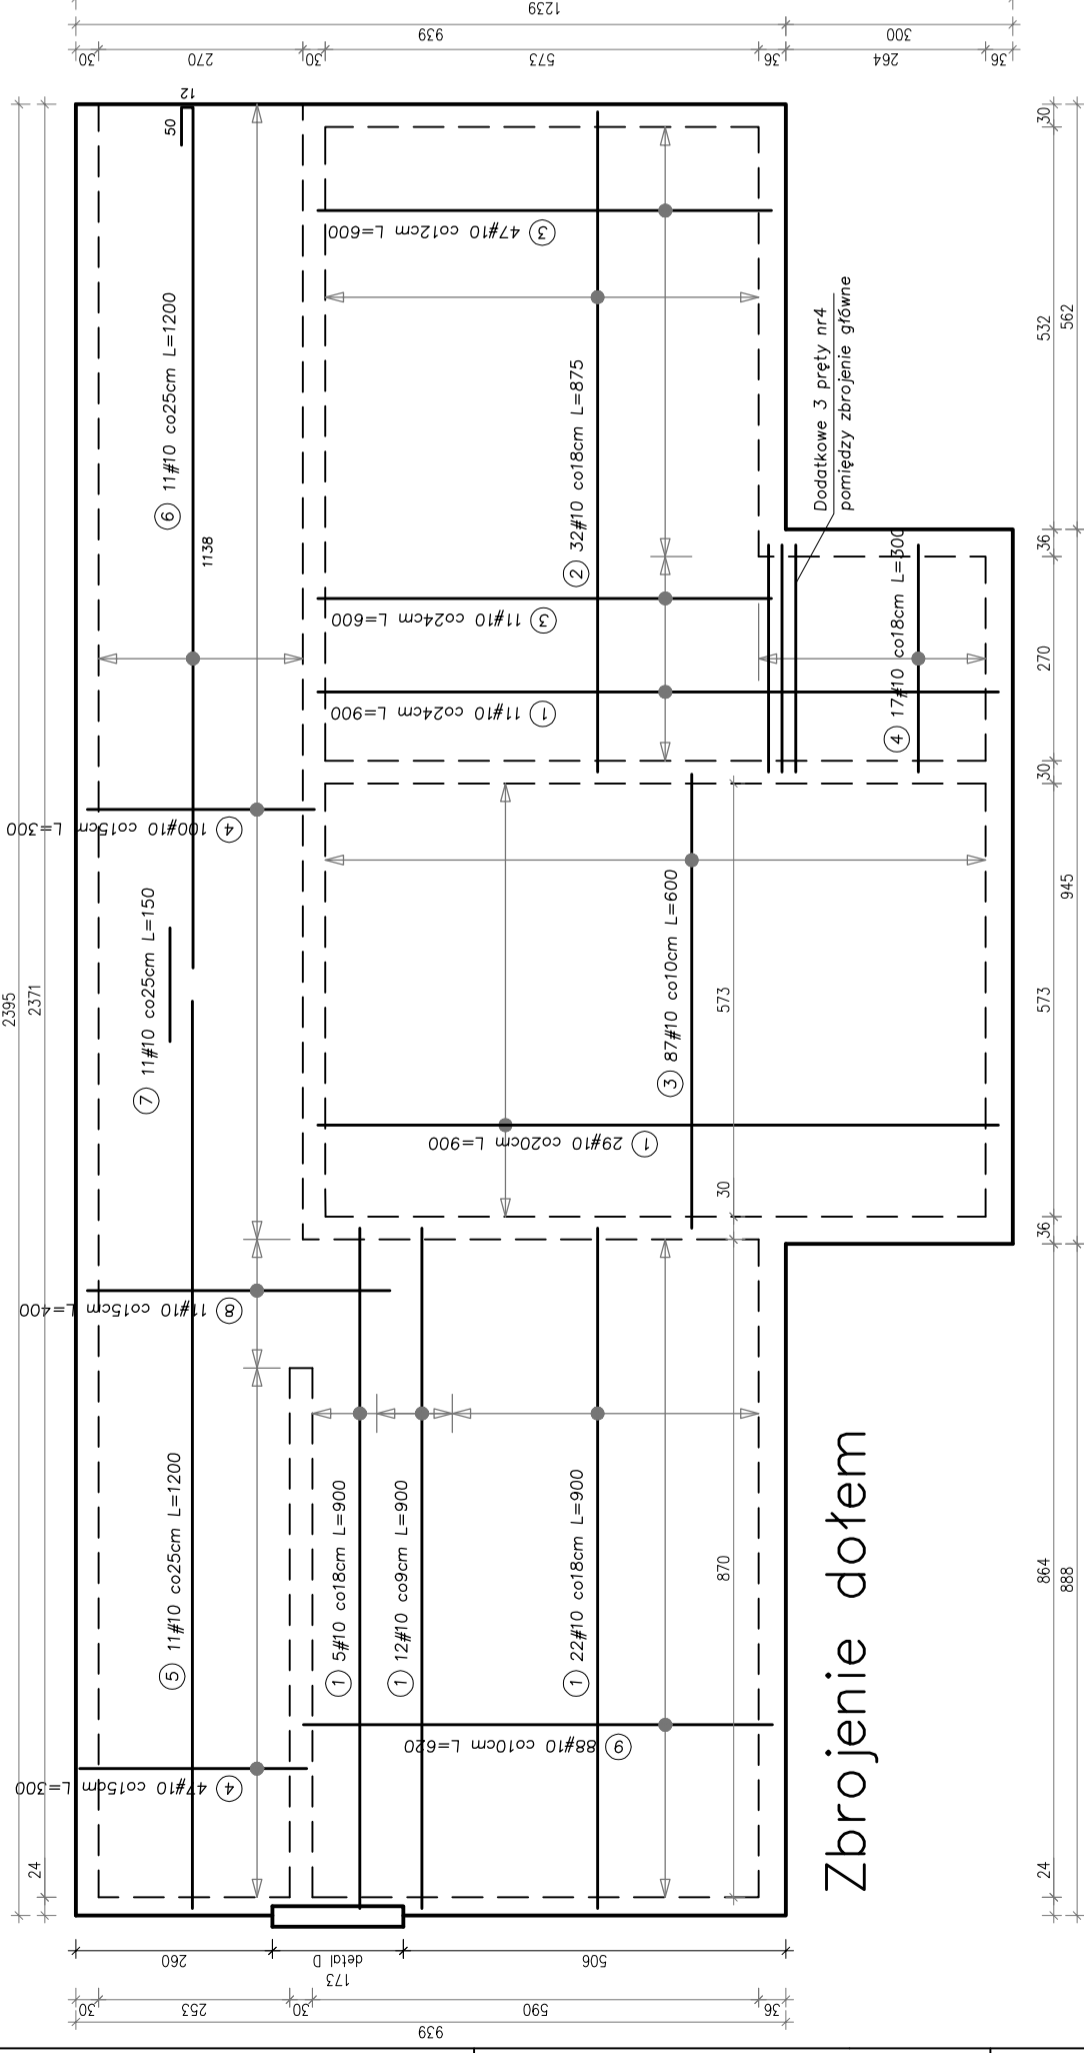 1239
939
300
30
270
30
573
36
264
36
2395
2371
24
12
50
6 11#10 co25cm L=1200
1138
3 47#10 co12cm L=600
2 32#10 co18cm L=875
Dodatkowe 3 pręty nr4
pomiędzy zbrojenie główne
3 11#10 co24cm L=600
1 11#10 co24cm L=900
4 17#10 co18cm L=300
4 100#10 co15cm L=300
7 11#10 co25cm L=150
3 87#10 co10cm L=600
573
1 29#10 co20cm L=900
30
8 11#10 co15cm L=400
5 11#10 co25cm L=1200
1 5#10 co18cm L=900
1 12#10 co9cm L=900
1 22#10 co18cm L=900
870
9 88#10 co10cm L=620
4 47#10 co15cm L=300
Zbrojenie dołem
30
532
562
36
270
30
945
573
36
864
888
24
260
detal D
506
173
30
253
30
590
36
939